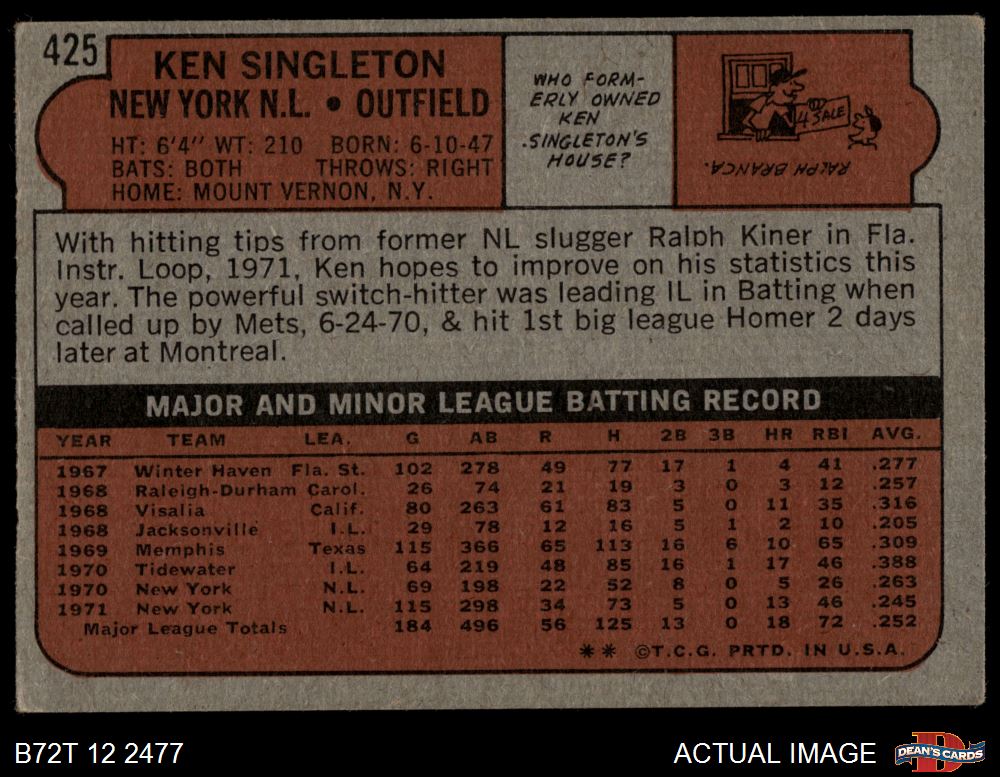 425
KEN SINGLETON
NEW YORK N.L. • OUTFIELD
HT: 6'4" WT: 210 BORN: 6-10-47
BATS: BOTH THROWS: RIGHT
HOME: MOUNT VERNON, N.Y.
WHO FORM-
ERLY OWNED
KEN
SINGLETON'S
HOUSE?
4 SALE
RALPH BRANCA.
With hitting tips from former NL slugger Ralph Kiner in Fla.
Instr. Loop, 1971, Ken hopes to improve on his statistics this
year. The powerful switch-hitter was leading IL in Batting when
called up by Mets, 6-24-70, & hit 1st big league Homer 2 days
later at Montreal.
MAJOR AND MINOR LEAGUE BATTING RECORD
YEAR TEAM LEA. G AB R H 2B 3B HR RBI AVG.
1967 Winter Haven Fla. St. 102 278 49 77 17 1 4 41 .277
1968 Raleigh-Durham Carol. 26 74 21 19 3 0 3 12 .257
1968 Visalia Calif. 80 263 61 83 5 0 11 35 .316
1968 Jacksonville I.L. 29 78 12 16 5 1 2 10 .205
1969 Memphis Texas 115 366 65 113 16 6 10 65 .309
1970 Tidewater I.L. 64 219 48 85 16 1 17 46 .388
1970 New York N.L. 69 198 22 52 8 0 5 26 .263
1971 New York N.L. 115 298 34 73 5 0 13 46 .245
Major League Totals 184 496 56 125 13 0 18 72 .252
** ©T.C.G. PRTD. IN U.S.A.
B72T 12 2477
ACTUAL IMAGE
D
DEAN'S CARDS